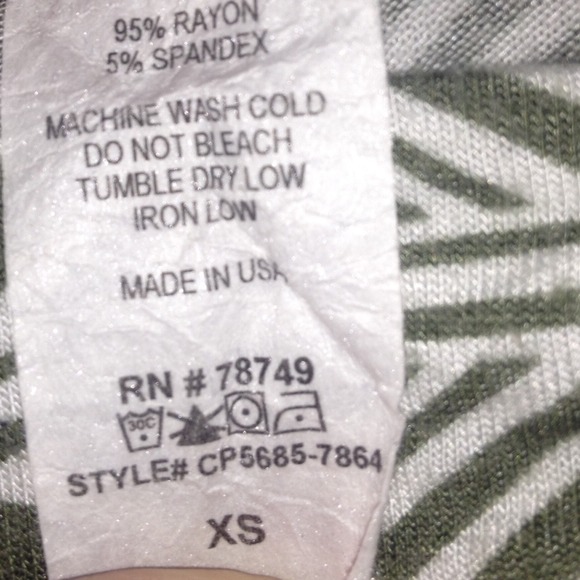 95% RAYON
5% SPANDEX
MACHINE WASH COLD
DO NOT BLEACH
TUMBLE DRY LOW
IRON LOW
MADE IN USA
RN # 78749
30C
STYLE# CP5685-7864
XS